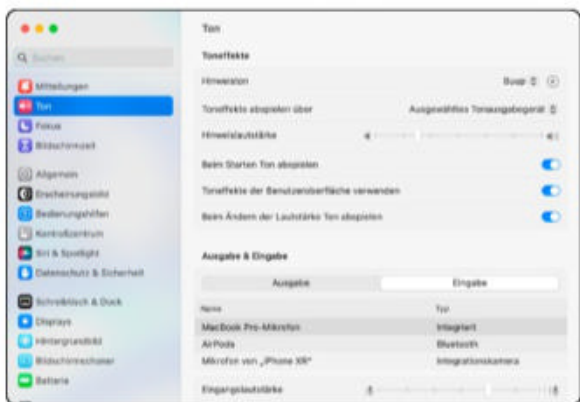 Ton
Suchen
Mitteilungen
Ton
Fokus
Bildschirmzeit
Allgemein
Erscheinungsbild
Bedienungshilfen
Kontrollzentrum
Siri & Spotlight
Datenschutz & Sicherheit
Schreibtisch & Dock
Displays
Hintergrundbild
Bildschirmschoner
Batterie
Toneffekte
Hinweiston
Toneffekte abspielen über Ausgewähltes Tonausgabegerät
Hinweislautstärke
Beim Starten Ton abspielen
Toneffekte der Benutzeroberfläche verwenden
Beim Ändern der Lautstärke Ton abspielen
Ausgabe & Eingabe
Ausgabe Eingabe
Name Typ
MacBook Pro-Mikrofon Integriert
AirPods Bluetooth
Mikrofon von „iPhone XR“ Integrationskamera
Eingangslautstärke